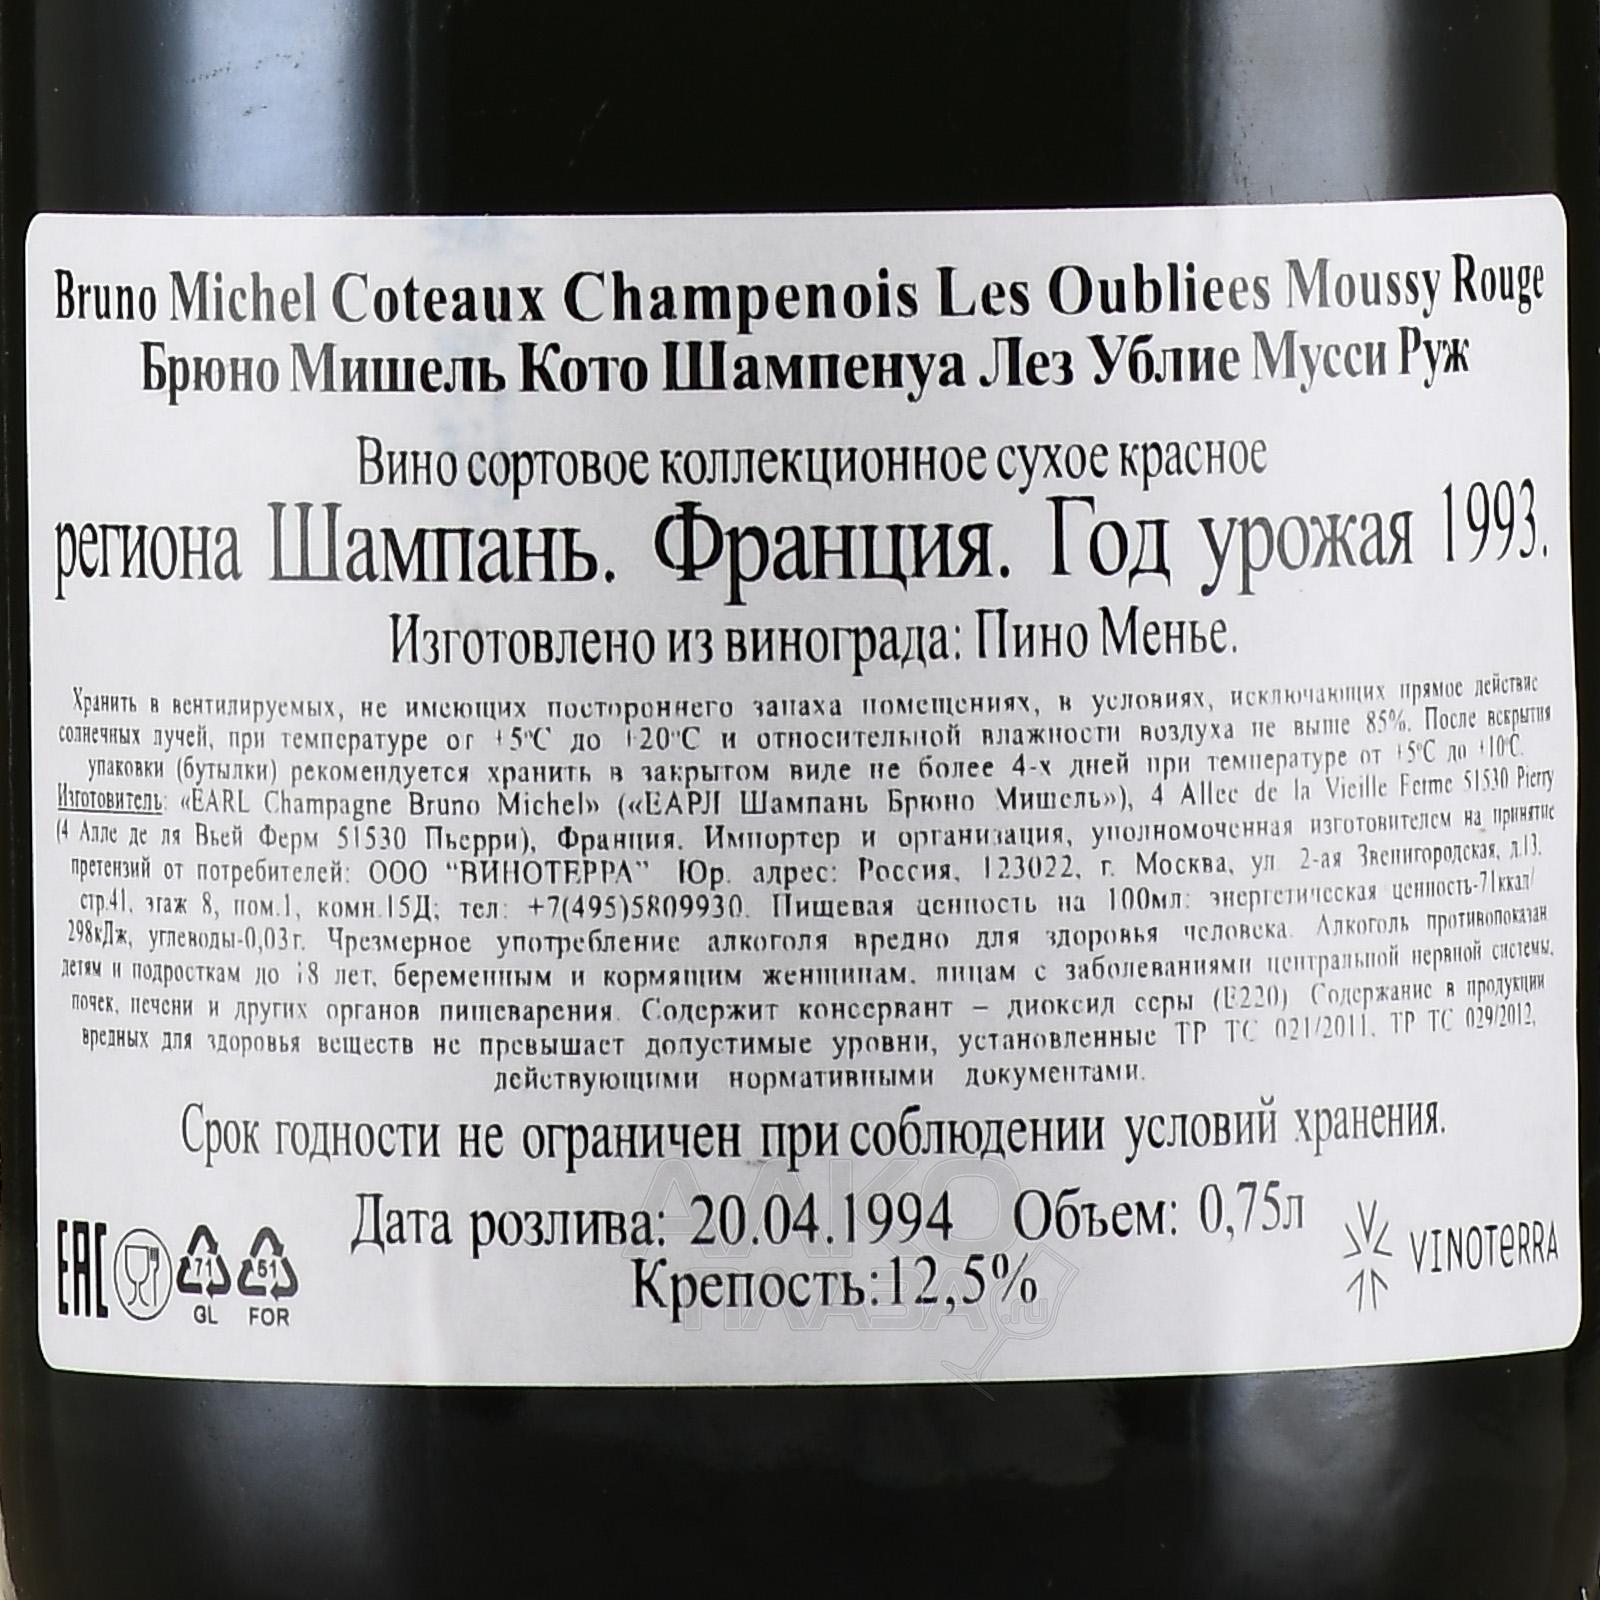 Bruno Michel Coteaux Champenois Les Oubliees Moussy Rouge
Брюно Мишель Кото Шампенуа Лез Ублие Мусси Руж
Вино сортовое коллекционное сухое красное
региона Шампань. Франция. Год урожая 1993.
Изготовлено из винограда: Пино Менье.
Хранить в вентилируемых, не имеющих постороннего запаха помещениях, в условиях, исключающих прямое действие
солнечных лучей, при температуре от +5°C до +20°C и относительной влажности воздуха не выше 85%. После вскрытия
упаковки (бутылки) рекомендуется хранить в закрытом виде не более 4-х дней при температуре от +5°C до +10°C.
Изготовитель: «EARL Champagne Bruno Michel» («ЕАРЛ Шампань Брюно Мишель»), 4 Allee de la Vieille Ferme 51530 Pierry
(4 Алле де ля Вьей Ферм 51530 Пьерри), Франция. Импортер и организация, уполномоченная изготовителем на принятие
претензий от потребителей: ООО "ВИНОТЕРРА" Юр. адрес: Россия, 123022, г. Москва, ул. 2-ая Звенигородская, д.13.
стр.41, этаж 8, пом.1, комн.15Д; тел: +7(495)5809930. Пищевая ценность на 100мл: энергетическая ценность-71ккал/
298кДж, углеводы-0,03г. Чрезмерное употребление алкоголя вредно для здоровья человека. Алкоголь противопоказан
детям и подросткам до 18 лет, беременным и кормящим женщинам, лицам с заболеваниями центральной нервной системы,
почек, печени и других органов пищеварения. Содержит консервант – диоксид серы (E220). Содержание в продукции
вредных для здоровья веществ не превышает допустимые уровни, установленные ТР ТС 021/2011, ТР ТС 029/2012,
действующими нормативными документами.
Срок годности не ограничен при соблюдении условий хранения.
Дата розлива: 20.04.1994 Объем: 0,75л
Крепость:12,5%
EAC 71 GL 51 FOR
VINOTeRRA
АЛКО
ПЛАЗА.ru